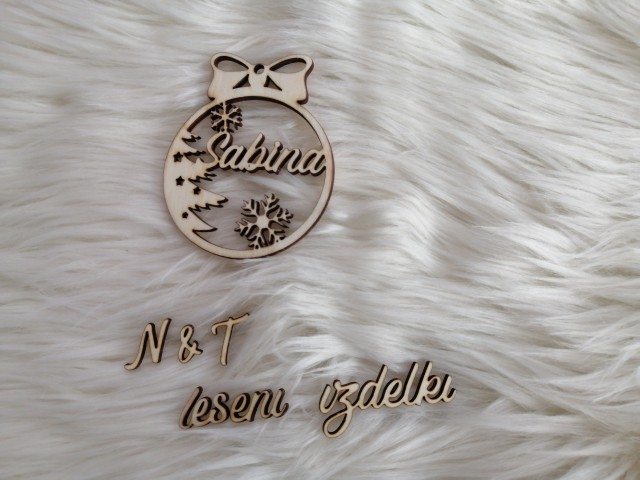 Sabina
N & T
leseni izdelki